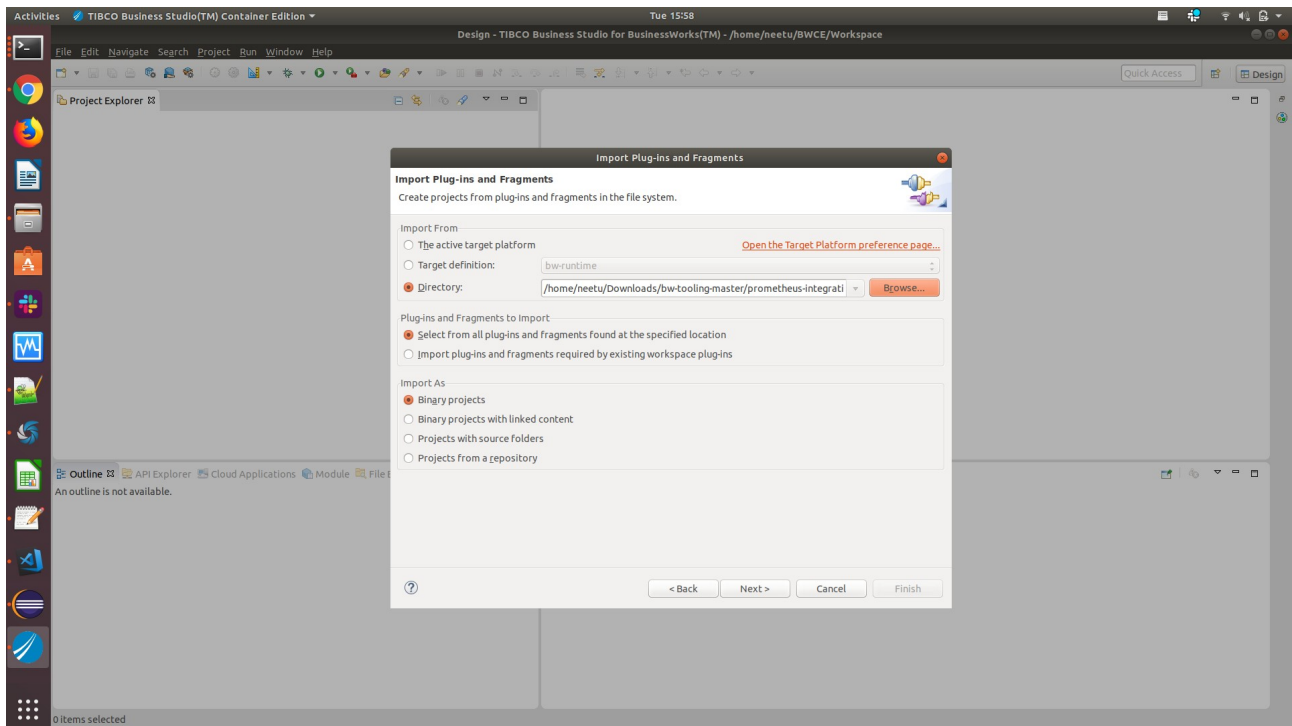 Activities TIBCO Business Studio(TM) Container Edition Tue 15:58
Design - TIBCO Business Studio for BusinessWorks(TM) - /home/neetu/BWCE/Workspace
File Edit Navigate Search Project Run Window Help
Quick Access Design
Project Explorer
Import Plug-ins and Fragments
Import Plug-ins and Fragments
Create projects from plug-ins and fragments in the file system.
Import From
The active target platform Open the Target Platform preference page...
Target definition: bw-runtime
Directory: /home/neetu/Downloads/bw-tooling-master/prometheus-integrati Browse...
Plug-ins and Fragments to Import
Select from all plug-ins and fragments found at the specified location
Import plug-ins and fragments required by existing workspace plug-ins
Import As
Binary projects
Binary projects with linked content
Projects with source folders
Projects from a repository
Outline API Explorer Cloud Applications Module File
An outline is not available.
< Back Next > Cancel Finish
0 items selected